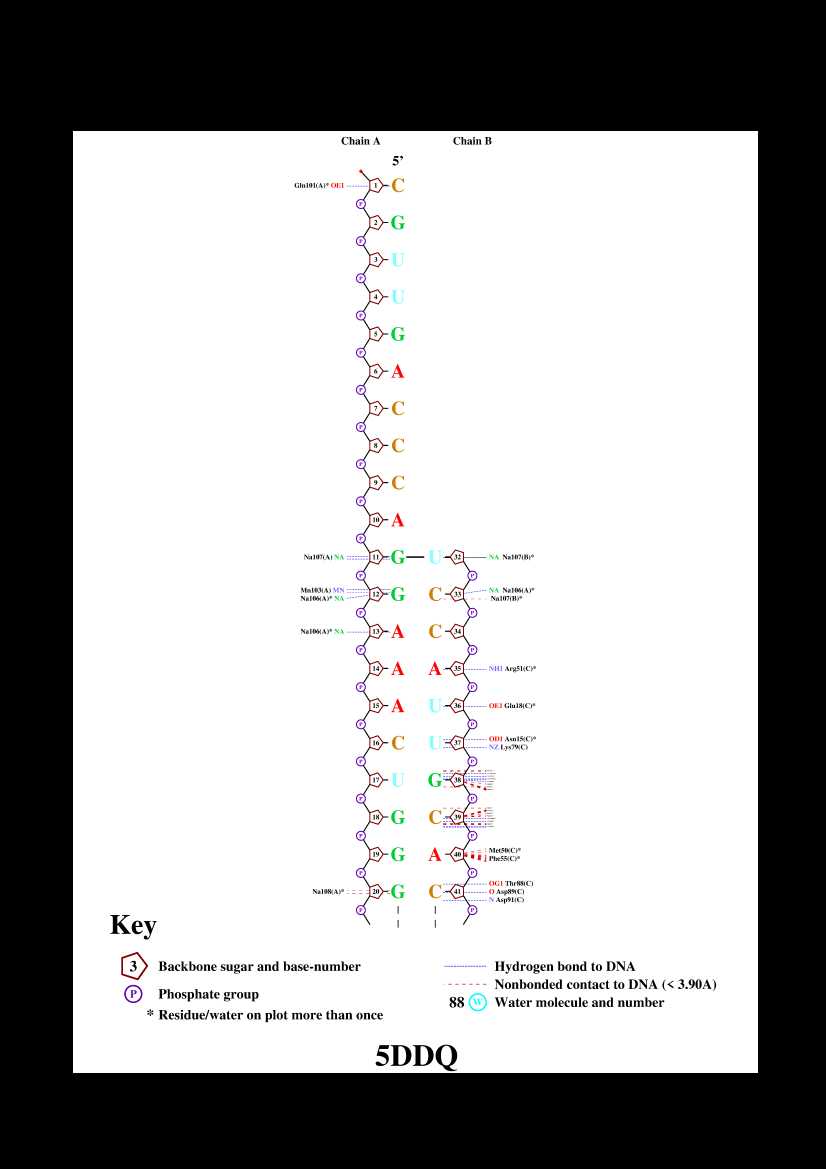 Chain A Chain B
5'
Gln101(A)* OE1 1 C
P
2 G
P
3 U
P
4 U
P
5 G
P
6 A
P
7 C
P
8 C
P
9 C
P
10 A
P
Na107(A) NA 11 G U 32 NA Na107(B)*
P P
Mn103(A) MN 12 G C 33 NA Na106(A)*
Na106(A)* NA Na107(B)*
P P
Na106(A)* NA 13 A C 34
P P
14 A A 35 NH1 Arg51(C)*
P P
15 A U 36 OE1 Glu18(C)*
P P
16 C U 37 OD1 Asn15(C)*
NZ Lys79(C)
P P
17 U G 38
P P
18 G C 39
P P
19 G A 40 Met50(C)*
Phe55(C)*
P P
OG1 Thr88(C)
Na108(A)* 20 G C 41 O Asp89(C)
N Asp91(C)
P P
Key
3 Backbone sugar and base-number
P Phosphate group
* Residue/water on plot more than once
Hydrogen bond to DNA
Nonbonded contact to DNA (< 3.90A)
88 W Water molecule and number
5DDQ